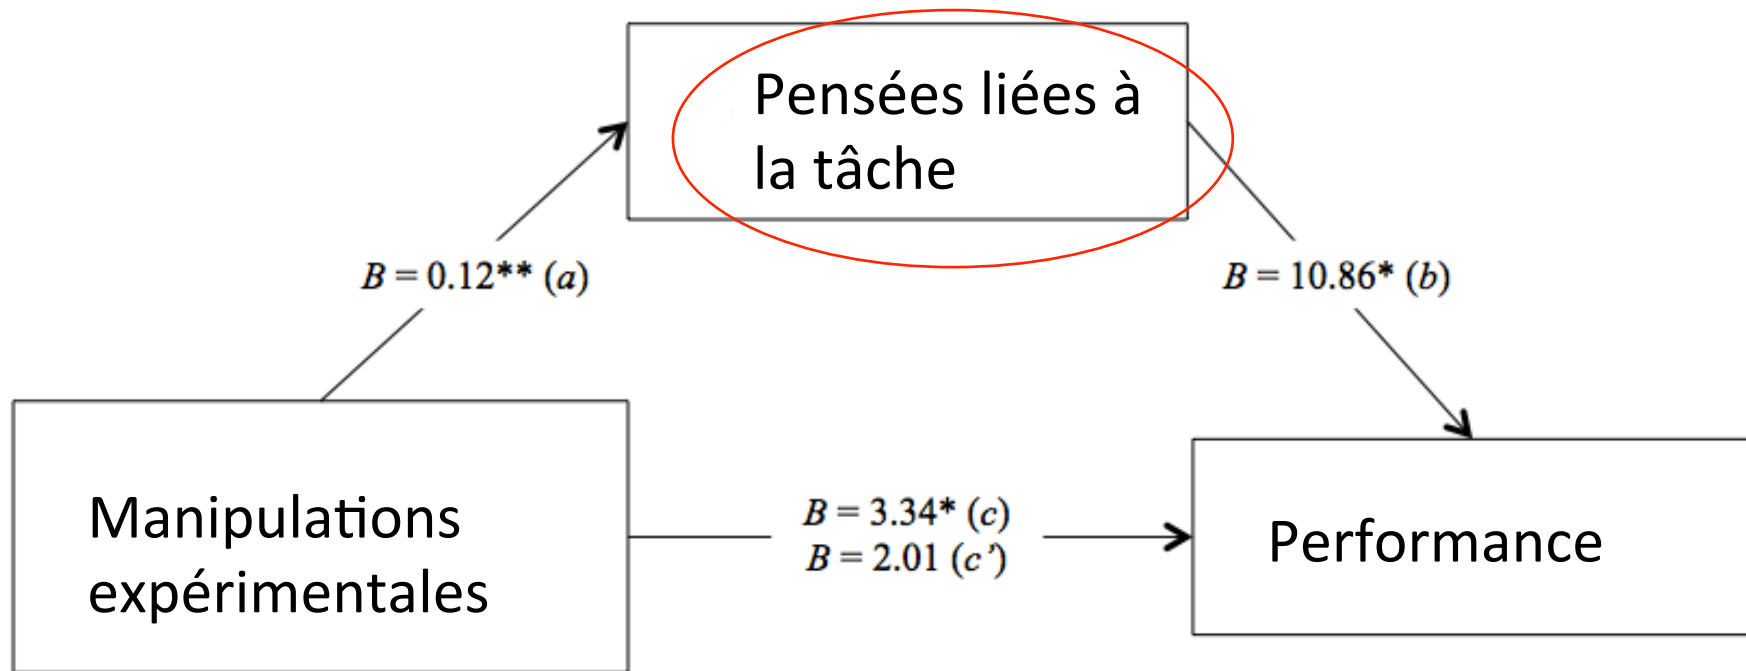 Pensées liées à
la tâche
B = 0.12** (a)
B = 10.86* (b)
Manipulations
expérimentales
B = 3.34* (c)
B = 2.01 (c’)
Performance